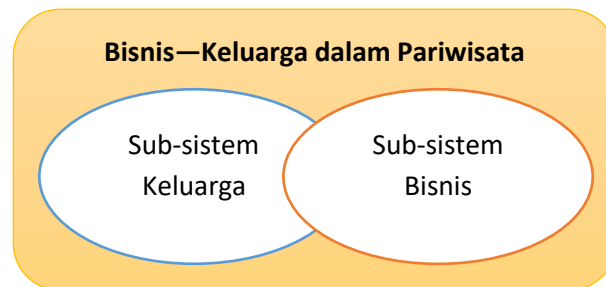 Bisnis—Keluarga dalam Pariwisata
Sub-sistem
Keluarga
Sub-sistem
Bisnis